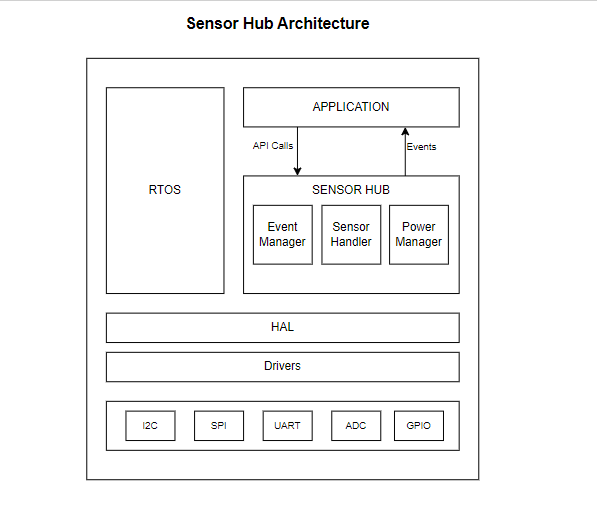 Sensor Hub Architecture
APPLICATION
API Calls
Events
RTOS
SENSOR HUB
Event
Manager
Sensor
Handler
Power
Manager
HAL
Drivers
I2C
SPI
UART
ADC
GPIO